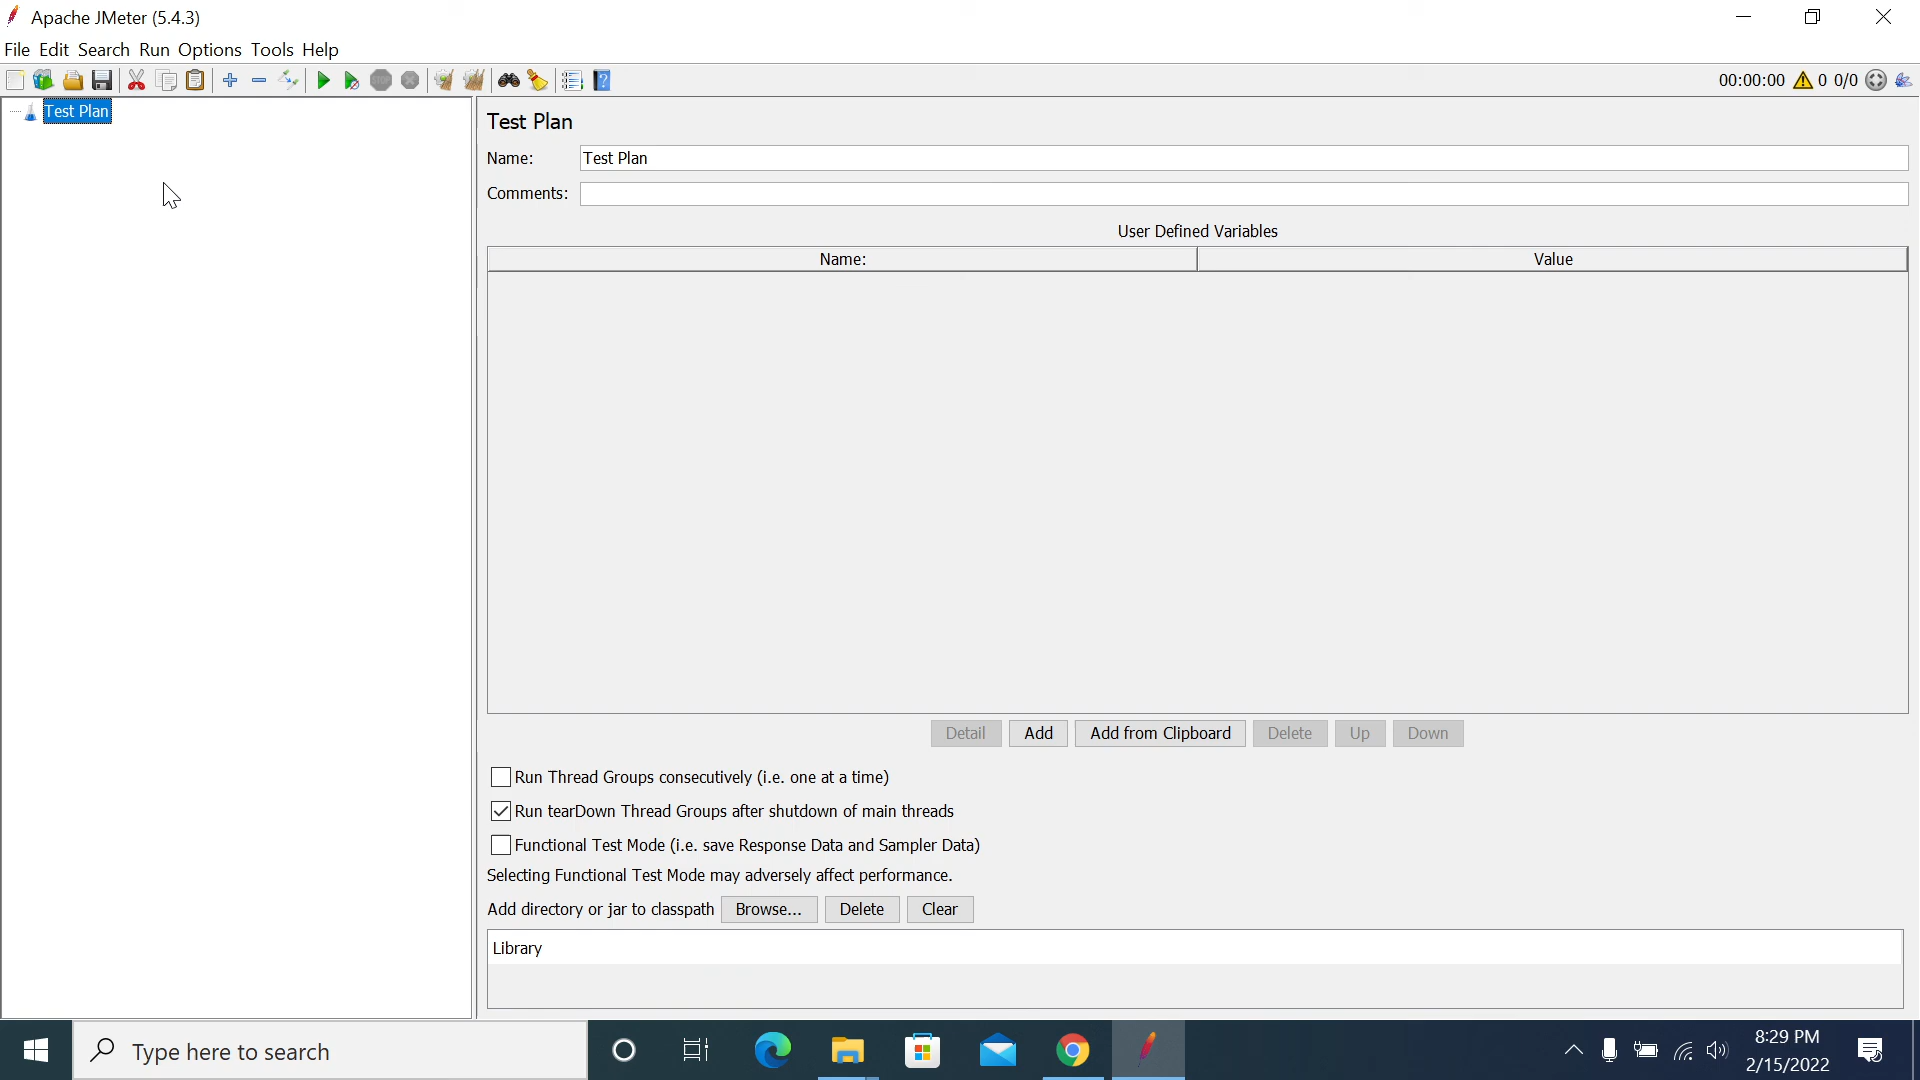 Apache JMeter (5.4.3)
File Edit Search Run Options Tools Help
00:00:00 0 0/0
Test Plan
Test Plan
Name: Test Plan
Comments:
User Defined Variables
Name: Value
Detail Add Add from Clipboard Delete Up Down
Run Thread Groups consecutively (i.e. one at a time)
Run tearDown Thread Groups after shutdown of main threads
Functional Test Mode (i.e. save Response Data and Sampler Data)
Selecting Functional Test Mode may adversely affect performance.
Add directory or jar to classpath Browse... Delete Clear
Library
Type here to search
8:29 PM
2/15/2022